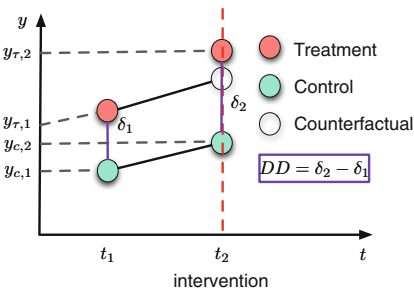 y
y_{τ,2}
Treatment
Control
Counterfactual
y_{τ,1}
δ_1
δ_2
y_{c,2}
y_{c,1}
DD = δ_2 − δ_1
t_1
t_2
t
intervention